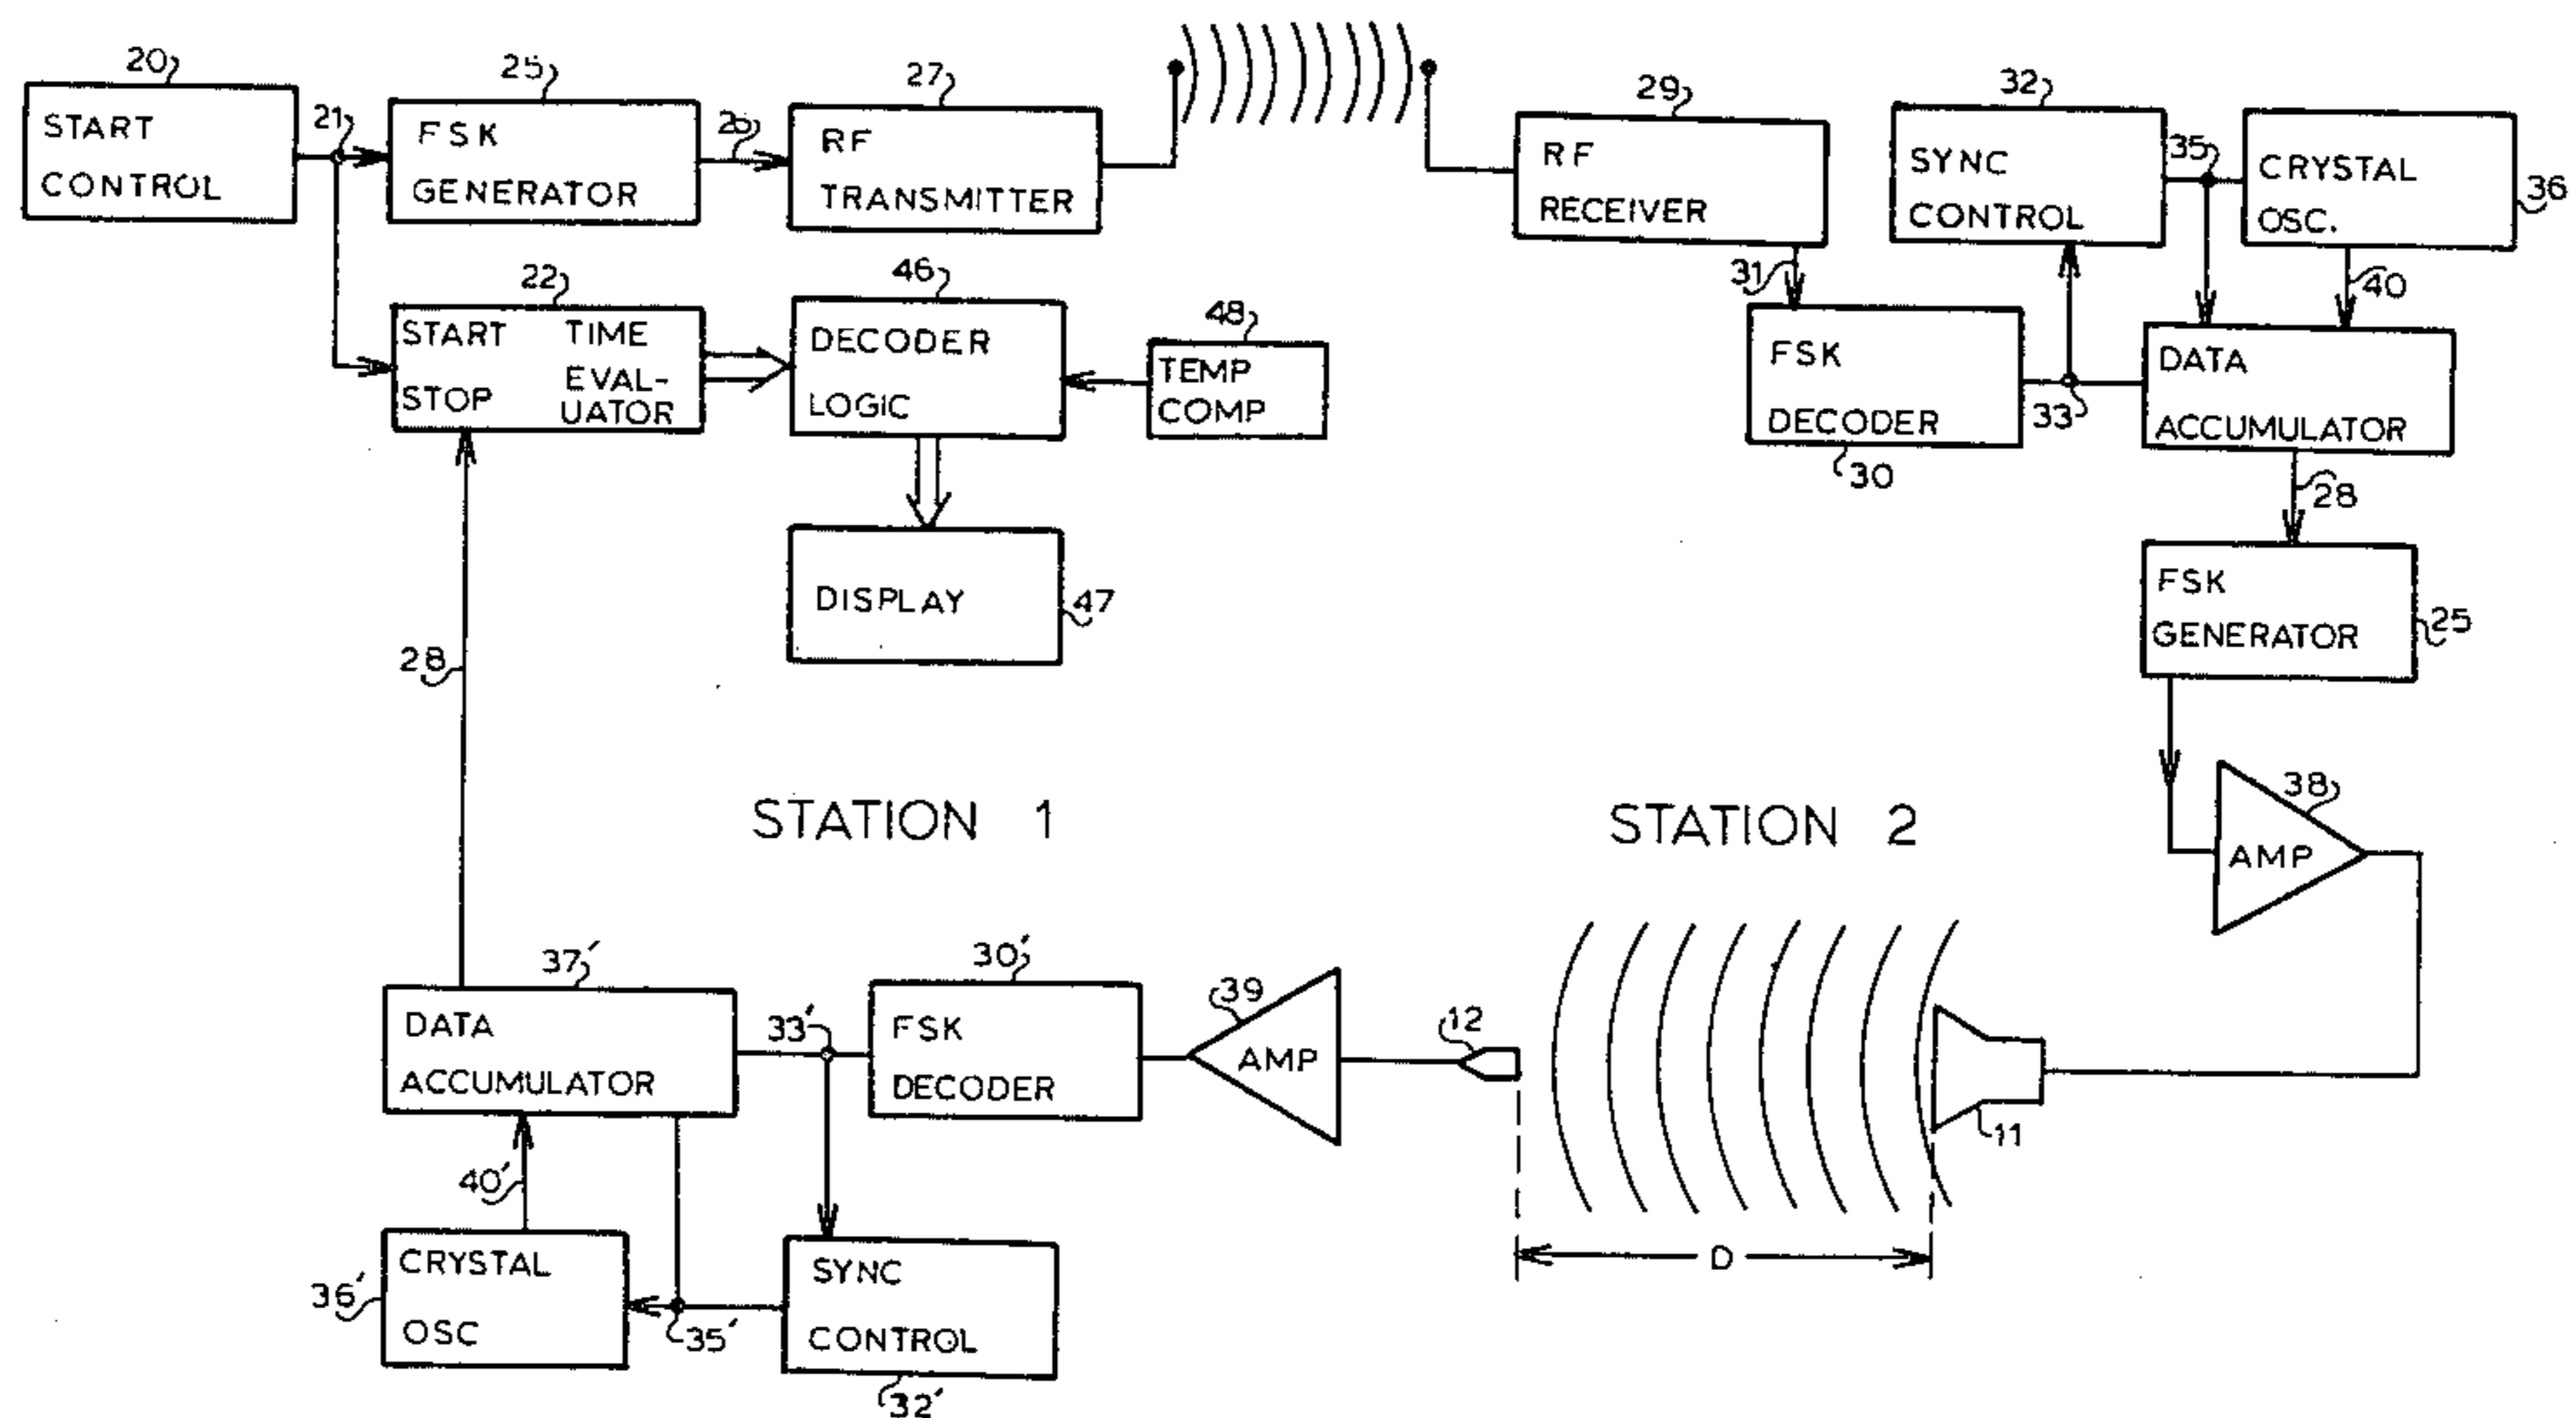 20
START
CONTROL
21
25
FSK
GENERATOR
26
27
RF
TRANSMITTER
29
RF
RECEIVER
31
32
SYNC
CONTROL
35
CRYSTAL
OSC.
36
40
22
START
STOP
TIME
EVAL-
UATOR
46
DECODER
LOGIC
48
TEMP
COMP
FSK
DECODER
30
33
DATA
ACCUMULATOR
28
DISPLAY
47
FSK
GENERATOR
25
28
STATION 1
STATION 2
38
AMP
37'
DATA
ACCUMULATOR
33'
30'
FSK
DECODER
39
AMP
12
11
40'
36'
CRYSTAL
OSC
35'
SYNC
CONTROL
32'
D